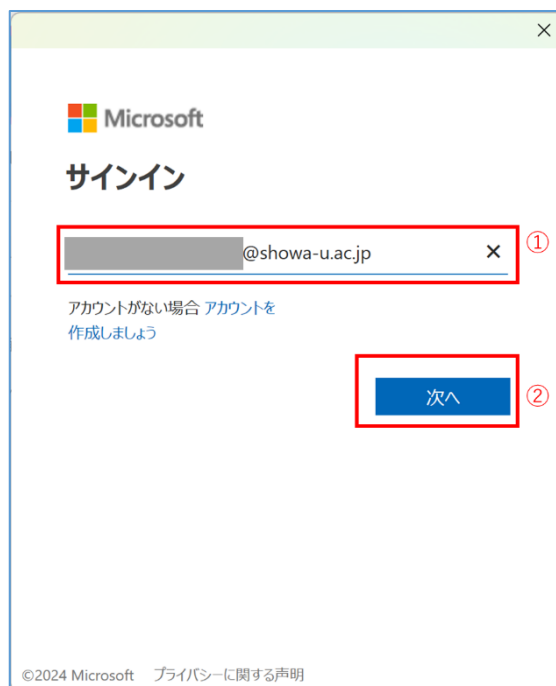 Microsoft
サインイン
@showa-u.ac.jp
①
アカウントがない場合 アカウントを
作成しましょう
次へ
②
©2024 Microsoft プライバシーに関する声明